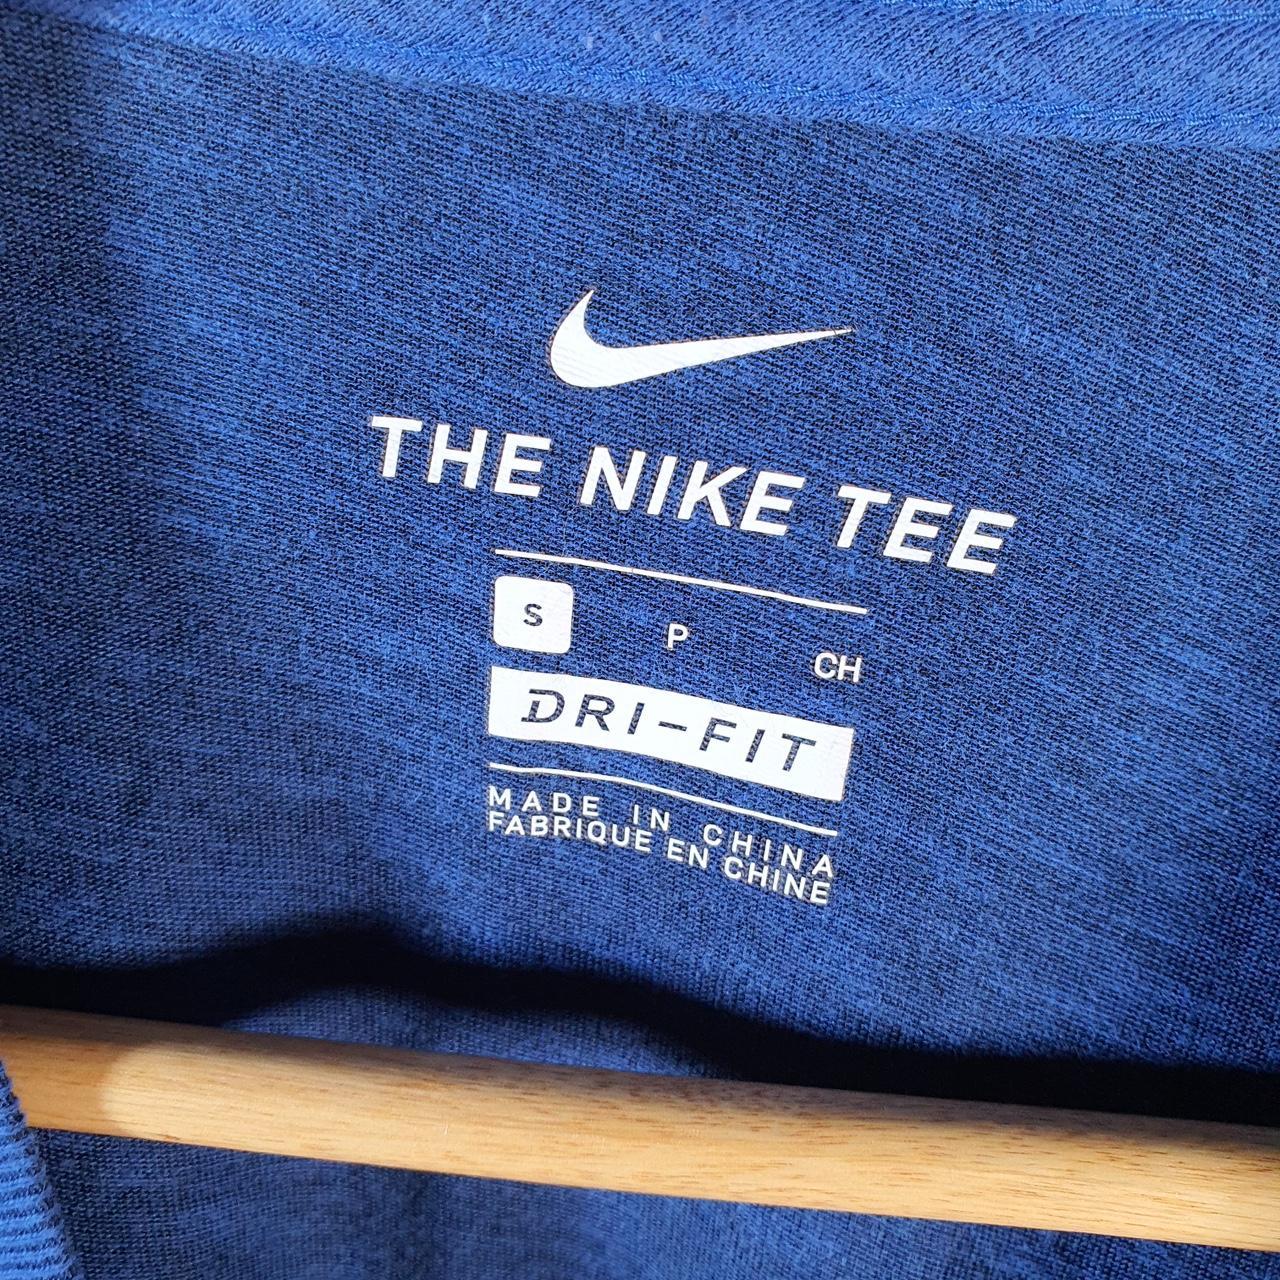 THE NIKE TEE
S P CH
DRI-FIT
MADE IN CHINA
FABRIQUE EN CHINE